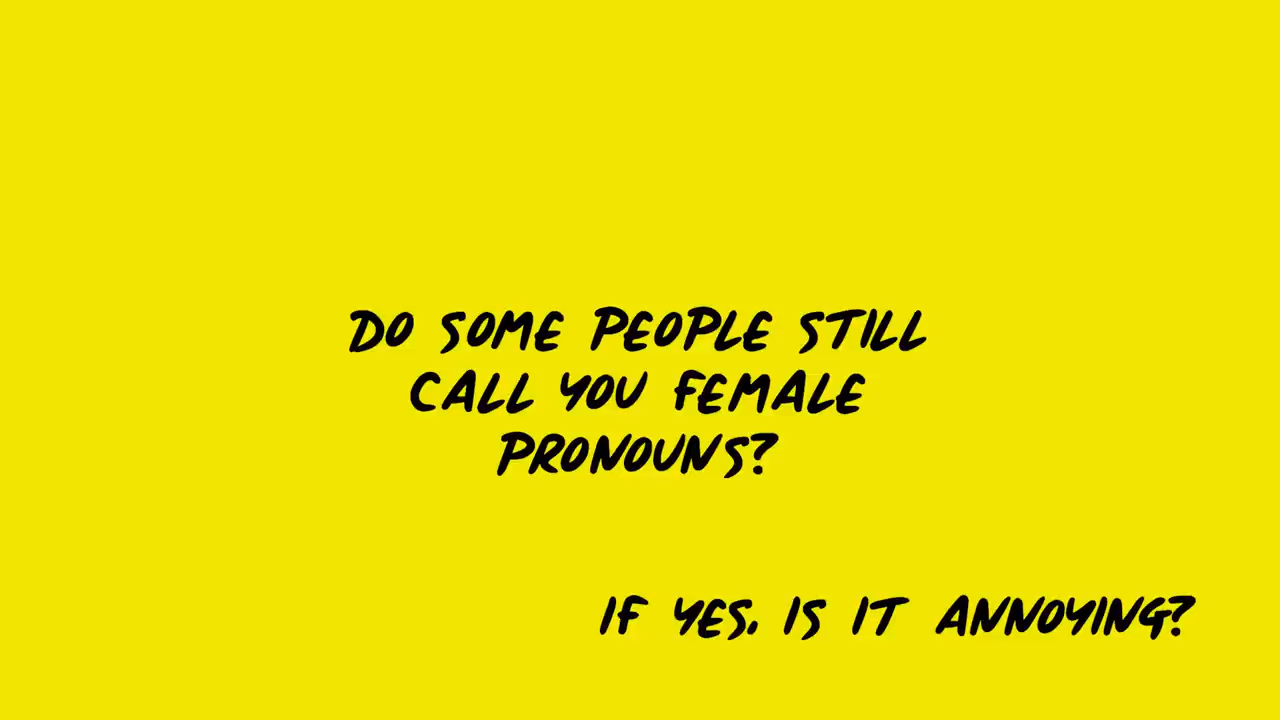 DO SOME PEOPLE STILL
CALL YOU FEMALE
PRONOUNS?
IF YES, IS IT ANNOYING?